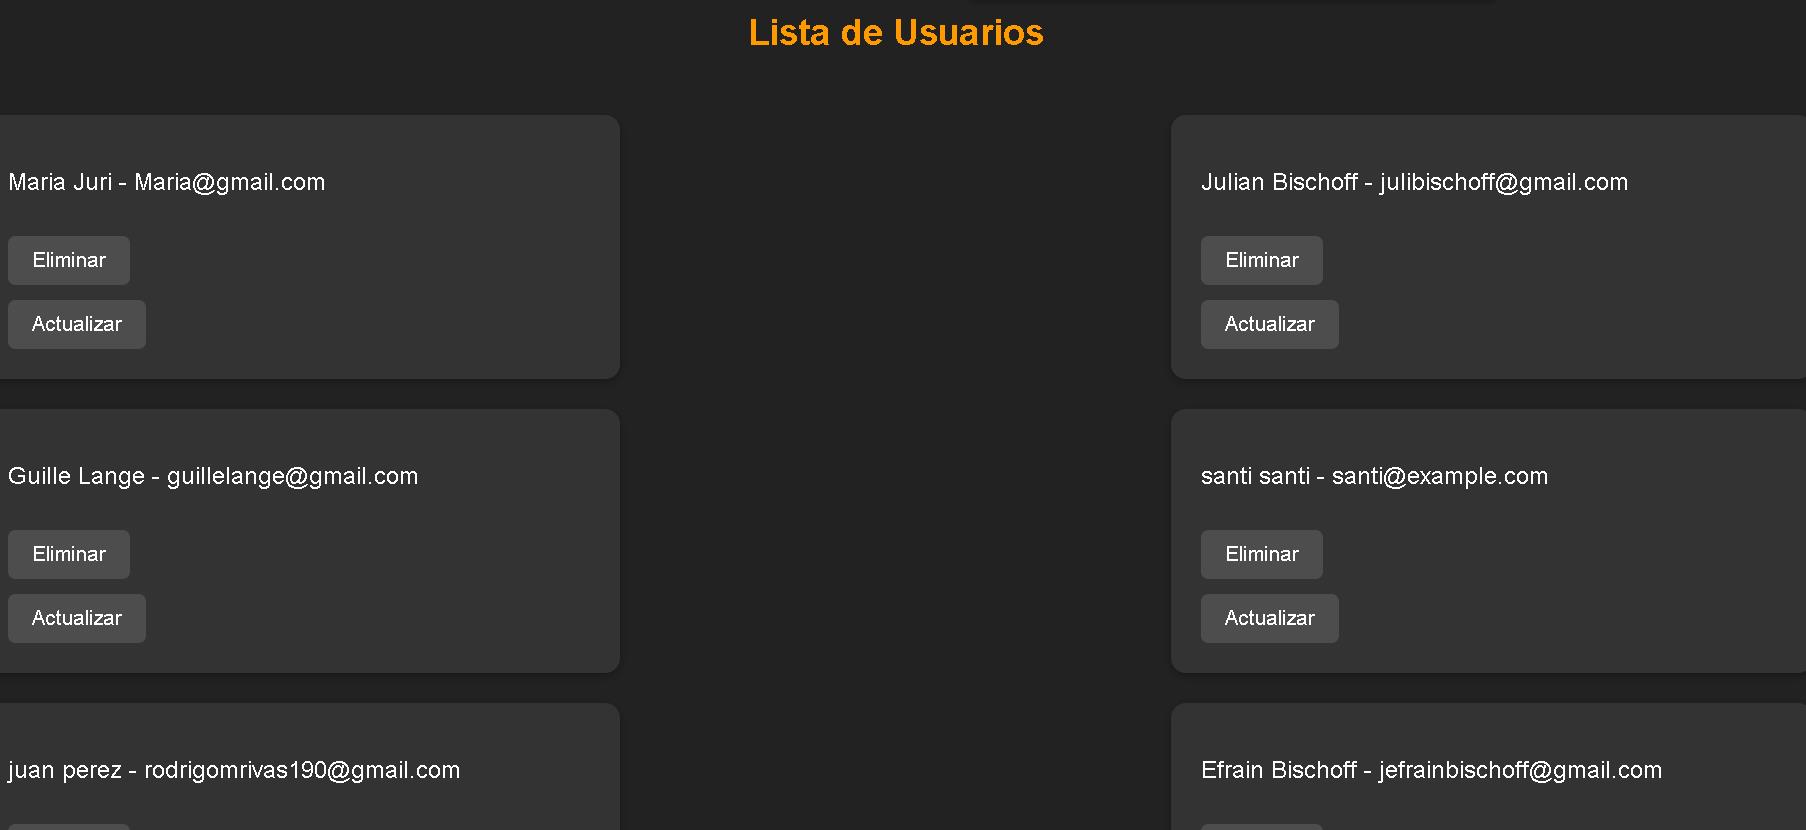 Lista de Usuarios
Maria Juri - Maria@gmail.com
Eliminar
Actualizar
Julian Bischoff - julibischoff@gmail.com
Eliminar
Actualizar
Guille Lange - guillelange@gmail.com
Eliminar
Actualizar
santi santi - santi@example.com
Eliminar
Actualizar
juan perez - rodrigomrivas190@gmail.com
Efrain Bischoff - jefrainbischoff@gmail.com